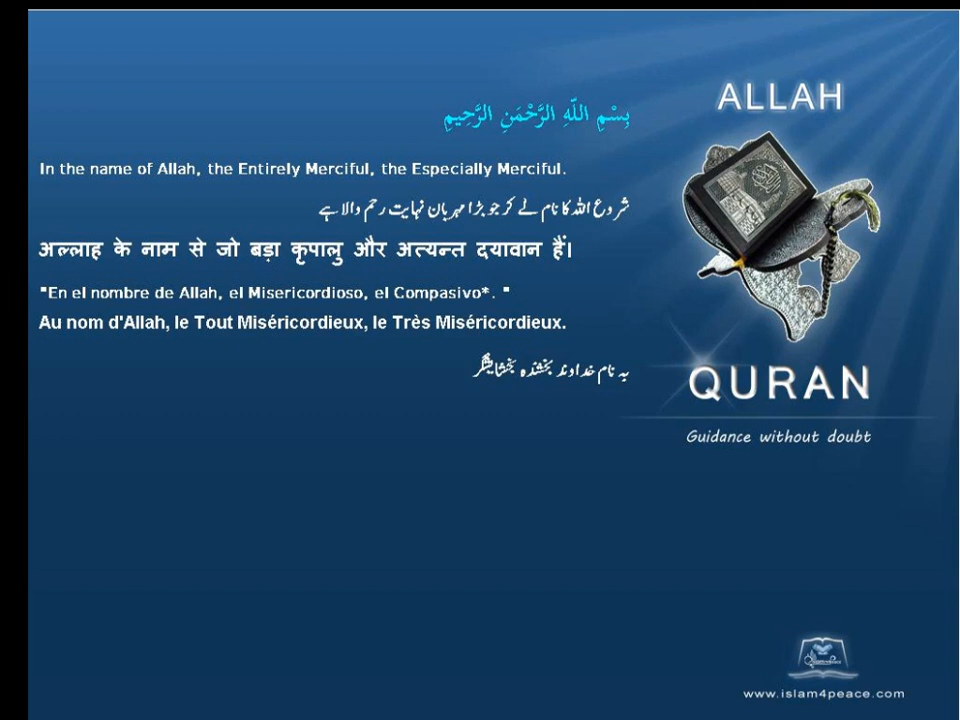 بِسْمِ اللّهِ الرَّحْمَنِ الرَّحِيمِ
In the name of Allah, the Entirely Merciful, the Especially Merciful.
شروع اللہ کا نام لے کر جو بڑا مہربان نہایت رحم والا ہے
अल्लाह के नाम से जो बड़ा कृपालु और अत्यन्त दयावान हैं।
"En el nombre de Allah, el Misericordioso, el Compasivo*. "
Au nom d'Allah, le Tout Miséricordieux, le Très Miséricordieux.
به نام خداوند بخشنده بخشایشگر
ALLAH
QURAN
Guidance without doubt
www.islam4peace.com